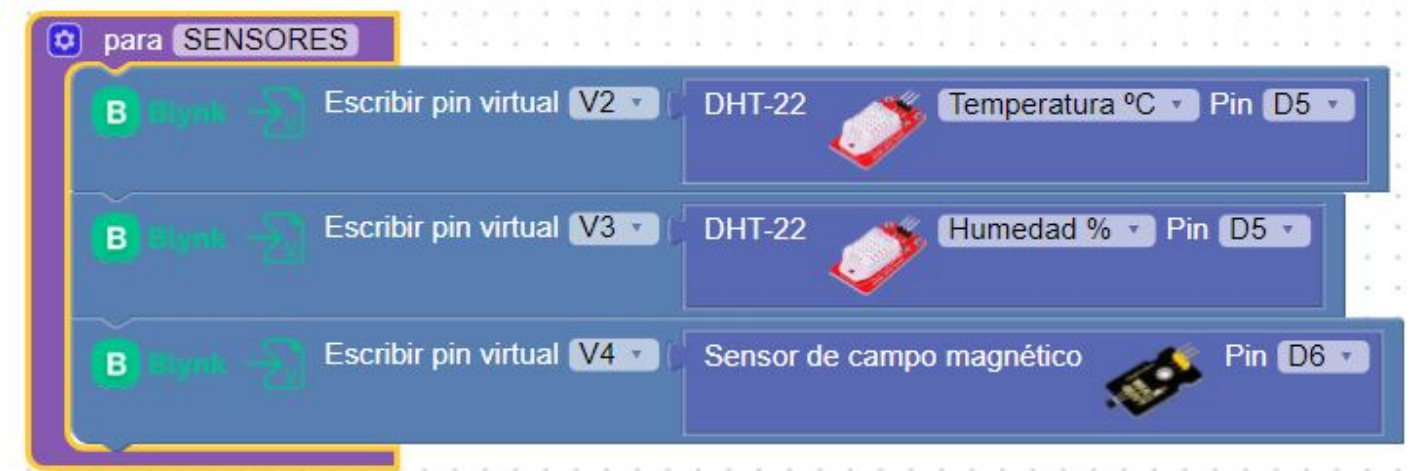 para SENSORES
B Blynk Escribir pin virtual V2 DHT-22 Temperatura ºC Pin D5
B Blynk Escribir pin virtual V3 DHT-22 Humedad % Pin D5
B Blynk Escribir pin virtual V4 Sensor de campo magnético Pin D6